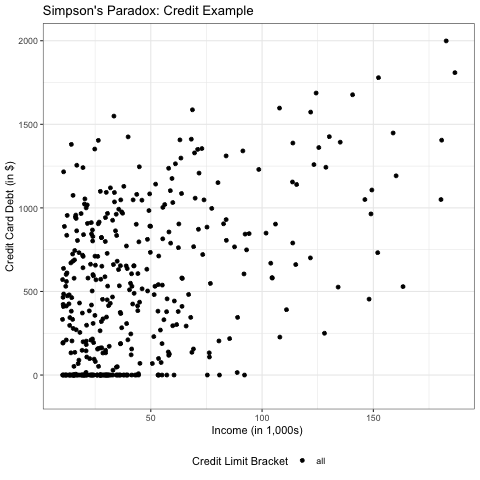 Simpson's Paradox: Credit Example
2000
1500
1000
500
0
Credit Card Debt (in $)
50 100 150
Income (in 1,000s)
Credit Limit Bracket all